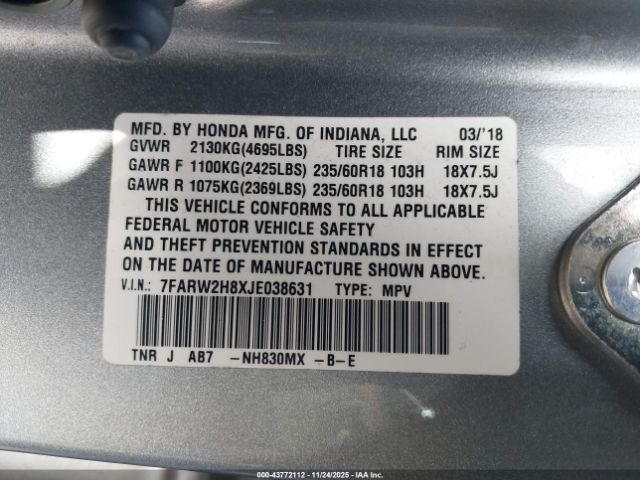 MFD. BY HONDA MFG. OF INDIANA, LLC 03/'18
GVWR 2130KG(4695LBS) TIRE SIZE RIM SIZE
GAWR F 1100KG(2425LBS) 235/60R18 103H 18X7.5J
GAWR R 1075KG(2369LBS) 235/60R18 103H 18X7.5J
THIS VEHICLE CONFORMS TO ALL APPLICABLE
FEDERAL MOTOR VEHICLE SAFETY
AND THEFT PREVENTION STANDARDS IN EFFECT
ON THE DATE OF MANUFACTURE SHOWN ABOVE.
V.I.N.: 7FARW2H8XJE038631 TYPE: MPV
TNR J AB7 -NH830MX -B-E
000-43772112 - 11/24/2025 - IAAI.COM